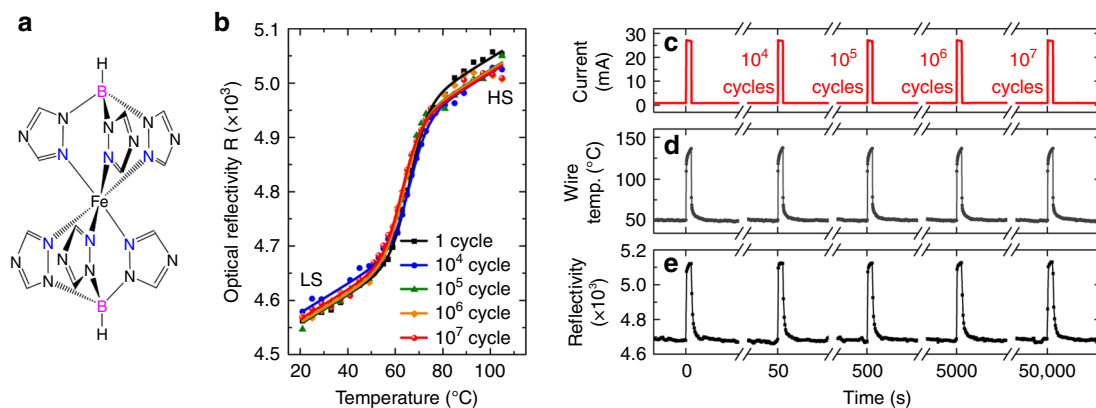 a
H
B
N N N N N N
N N N
Fe
N N N
N N N N N N
B
H
b
Optical reflectivity R (×10³)
5.1
5.0
4.9
4.8
4.7
4.6
4.5
LS
HS
1 cycle
10⁴ cycle
10⁵ cycle
10⁶ cycle
10⁷ cycle
20 40 60 80 100
Temperature (°C)
c
Current
(mA)
30
20
10
0
10⁴ 10⁵ 10⁶ 10⁷
cycles cycles cycles cycles
d
Wire
temp. (°C)
150
100
50
e
Reflectivity
(×10³)
5.2
4.8
4.6
0 50 500 5000 50,000
Time (s)